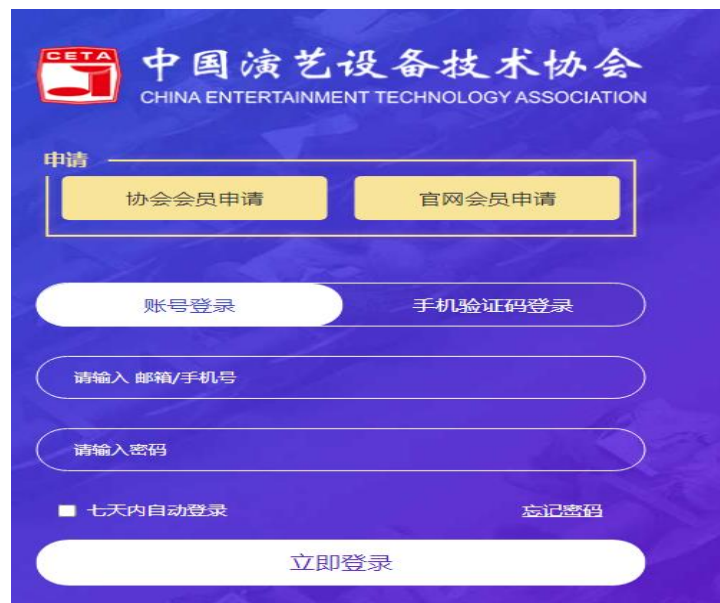 CETA
中国演艺设备技术协会
CHINA ENTERTAINMENT TECHNOLOGY ASSOCIATION
申请
协会会员申请 官网会员申请
账号登录 手机验证码登录
请输入 邮箱/手机号
请输入密码
七天内自动登录 忘记密码
立即登录